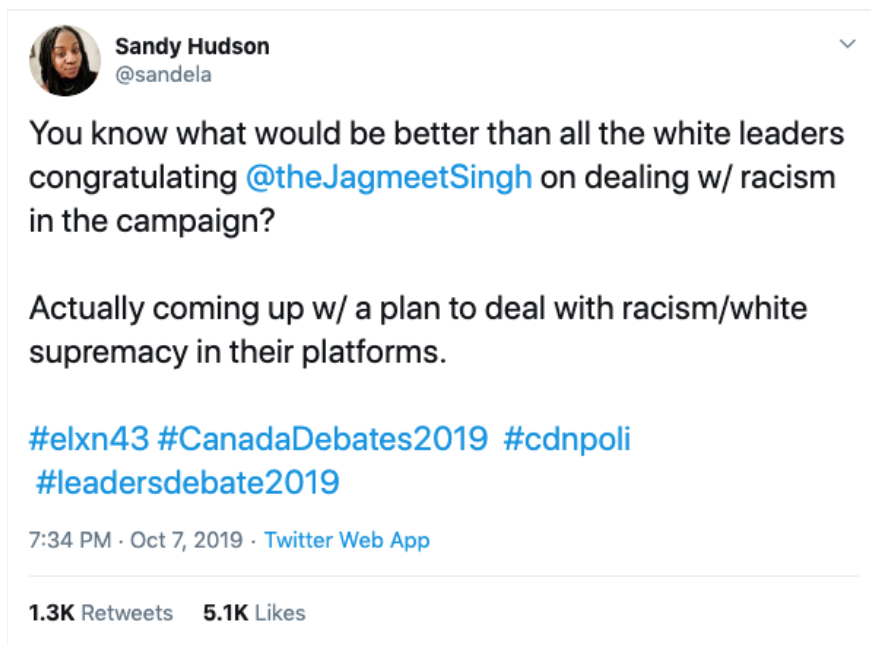 Sandy Hudson
@sandela
You know what would be better than all the white leaders
congratulating @theJagmeetSingh on dealing w/ racism
in the campaign?
Actually coming up w/ a plan to deal with racism/white
supremacy in their platforms.
#elxn43 #CanadaDebates2019 #cdnpoli
#leadersdebate2019
7:34 PM · Oct 7, 2019 · Twitter Web App
1.3K Retweets 5.1K Likes